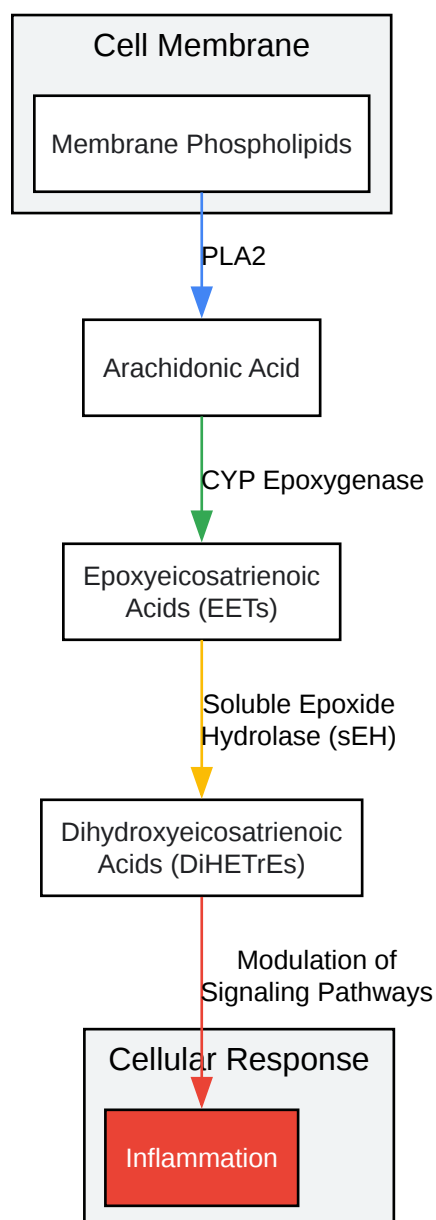 Cell Membrane
Membrane Phospholipids
PLA2
Arachidonic Acid
CYP Epoxygenase
Epoxyeicosatrienoic
Acids (EETs)
Soluble Epoxide
Hydrolase (sEH)
Dihydroxyeicosatrienoic
Acids (DiHETrEs)
Modulation of
Signaling Pathways
Cellular Response
Inflammation